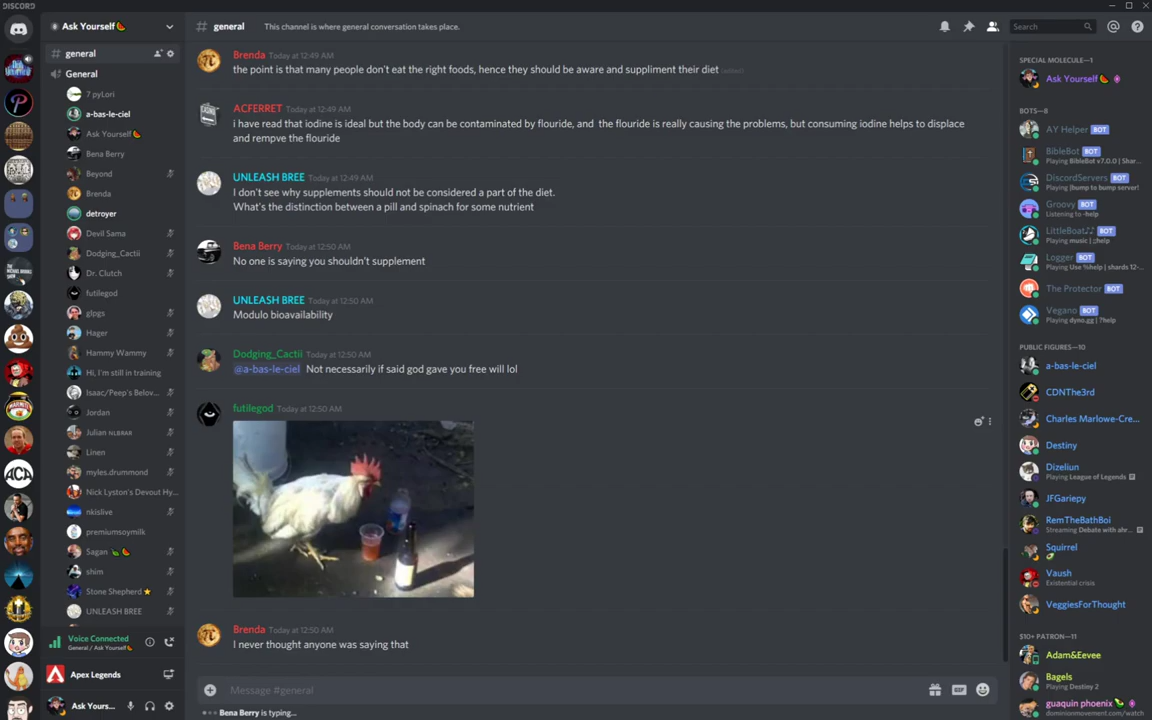 DISCORD
Ask Yourself🍉
# general
General
7 pyLori
a-bas-le-ciel
Ask Yourself 🍉
Bena Berry
Beyond
Brenda
detroyer
Devil Sama
Dodging_Cactii
Dr. Clutch
futilegod
glpgs
Hager
Hammy Wammy
Hi, I'm still in training
Isaac/Peep's Belov...
Jordan
Julian NLBRAR
Linen
myles.drummond
Nick Lyston's Devout Hy...
nkislive
premiumsoymilk
Sagan 🍃🍉
shim
Stone Shepherd ⭐
UNLEASH BREE
Voice Connected
General / Ask Yourself🍉
Apex Legends
Ask Yours...
# general This channel is where general conversation takes place.
Search
Brenda Today at 12:49 AM
the point is that many people don't eat the right foods, hence they should be aware and suppliment their diet (edited)
ACFERRET Today at 12:49 AM
i have read that iodine is ideal but the body can be contaminated by flouride, and the flouride is really causing the problems, but consuming iodine helps to displace
and rempve the flouride
UNLEASH BREE Today at 12:49 AM
I don't see why supplements should not be considered a part of the diet.
What's the distinction between a pill and spinach for some nutrient
Bena Berry Today at 12:50 AM
No one is saying you shouldn't supplement
UNLEASH BREE Today at 12:50 AM
Modulo bioavailability
Dodging_Cactii Today at 12:50 AM
@a-bas-le-ciel Not necessarily if said god gave you free will lol
futilegod Today at 12:50 AM
Brenda Today at 12:50 AM
I never thought anyone was saying that
Message #general
GIF
Bena Berry is typing...
SPECIAL MOLECULE—1
Ask Yourself 🍉
BOTS—8
AY Helper BOT
BibleBot BOT
Playing BibleBot v7.0.0 | Shar...
DiscordServers BOT
Playing [bump to bump server!
Groovy BOT
Listening to -help
LittleBoat♪♪ BOT
Playing music | ;;help
Logger BOT
Playing Use %help | shards 12-...
The Protector BOT
Vegano BOT
Playing dyno.gg | ?help
PUBLIC FIGURES—10
a-bas-le-ciel
CDNThe3rd
Charles Marlowe-Cre...
Destiny
Dizeliun
Playing League of Legends
JFGariepy
RemTheBathBoi
Streaming Debate with ahr...
Squirrel
Vaush
Existential crisis
VeggiesForThought
$10+ PATRON—11
Adam&Eevee
Bagels
Playing Destiny 2
guaquin phoenix
dominionmovement.com/watch